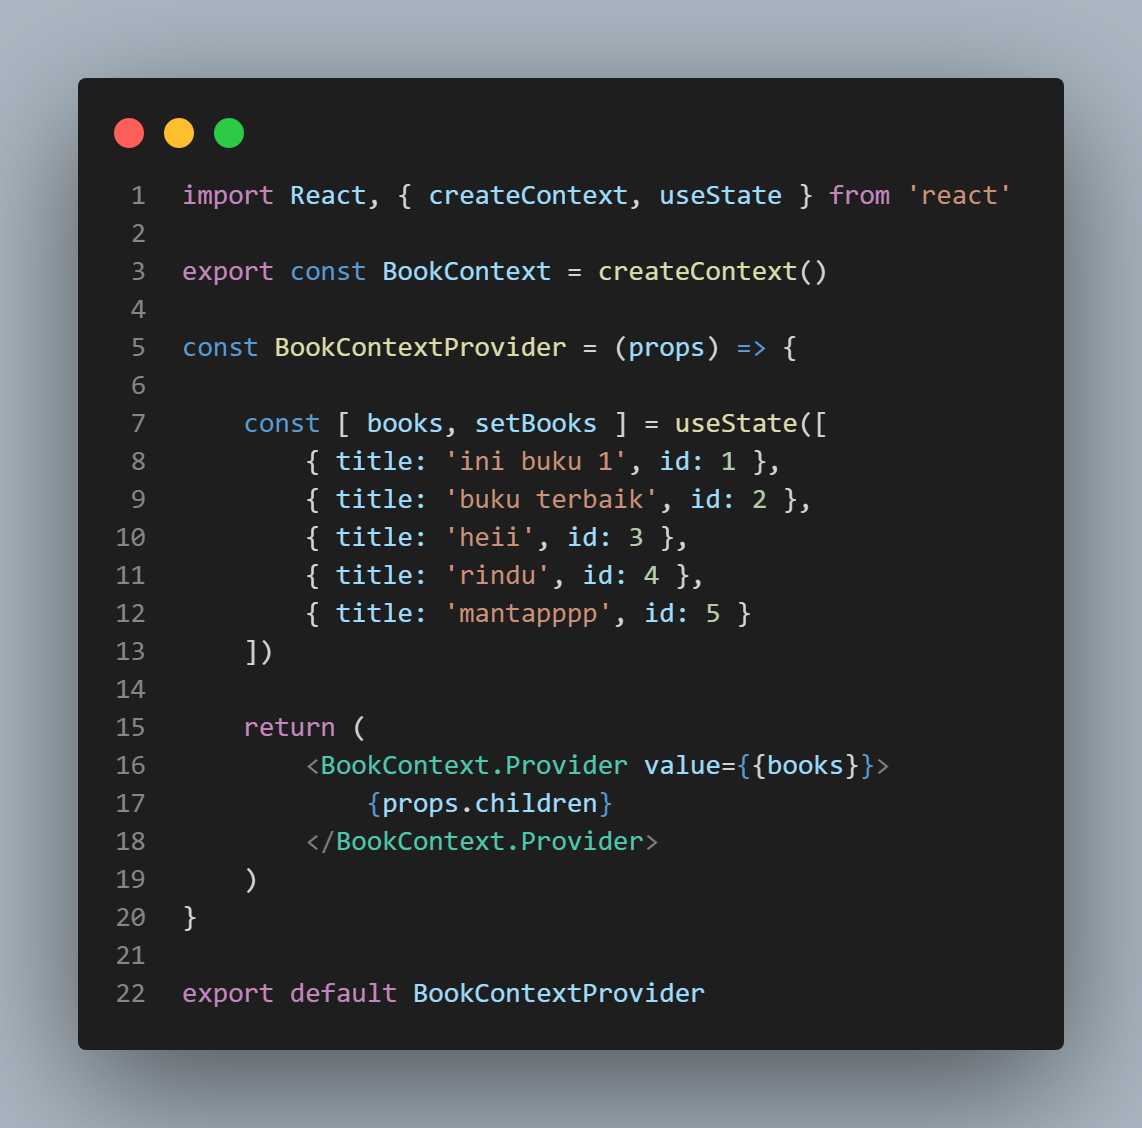 1 import React, { createContext, useState } from 'react'
2
3 export const BookContext = createContext()
4
5 const BookContextProvider = (props) => {
6
7     const [ books, setBooks ] = useState([
8         { title: 'ini buku 1', id: 1 },
9         { title: 'buku terbaik', id: 2 },
10         { title: 'heii', id: 3 },
11         { title: 'rindu', id: 4 },
12         { title: 'mantapppp', id: 5 }
13     ])
14
15     return (
16         <BookContext.Provider value={{books}}>
17             {props.children}
18         </BookContext.Provider>
19     )
20 }
21
22 export default BookContextProvider